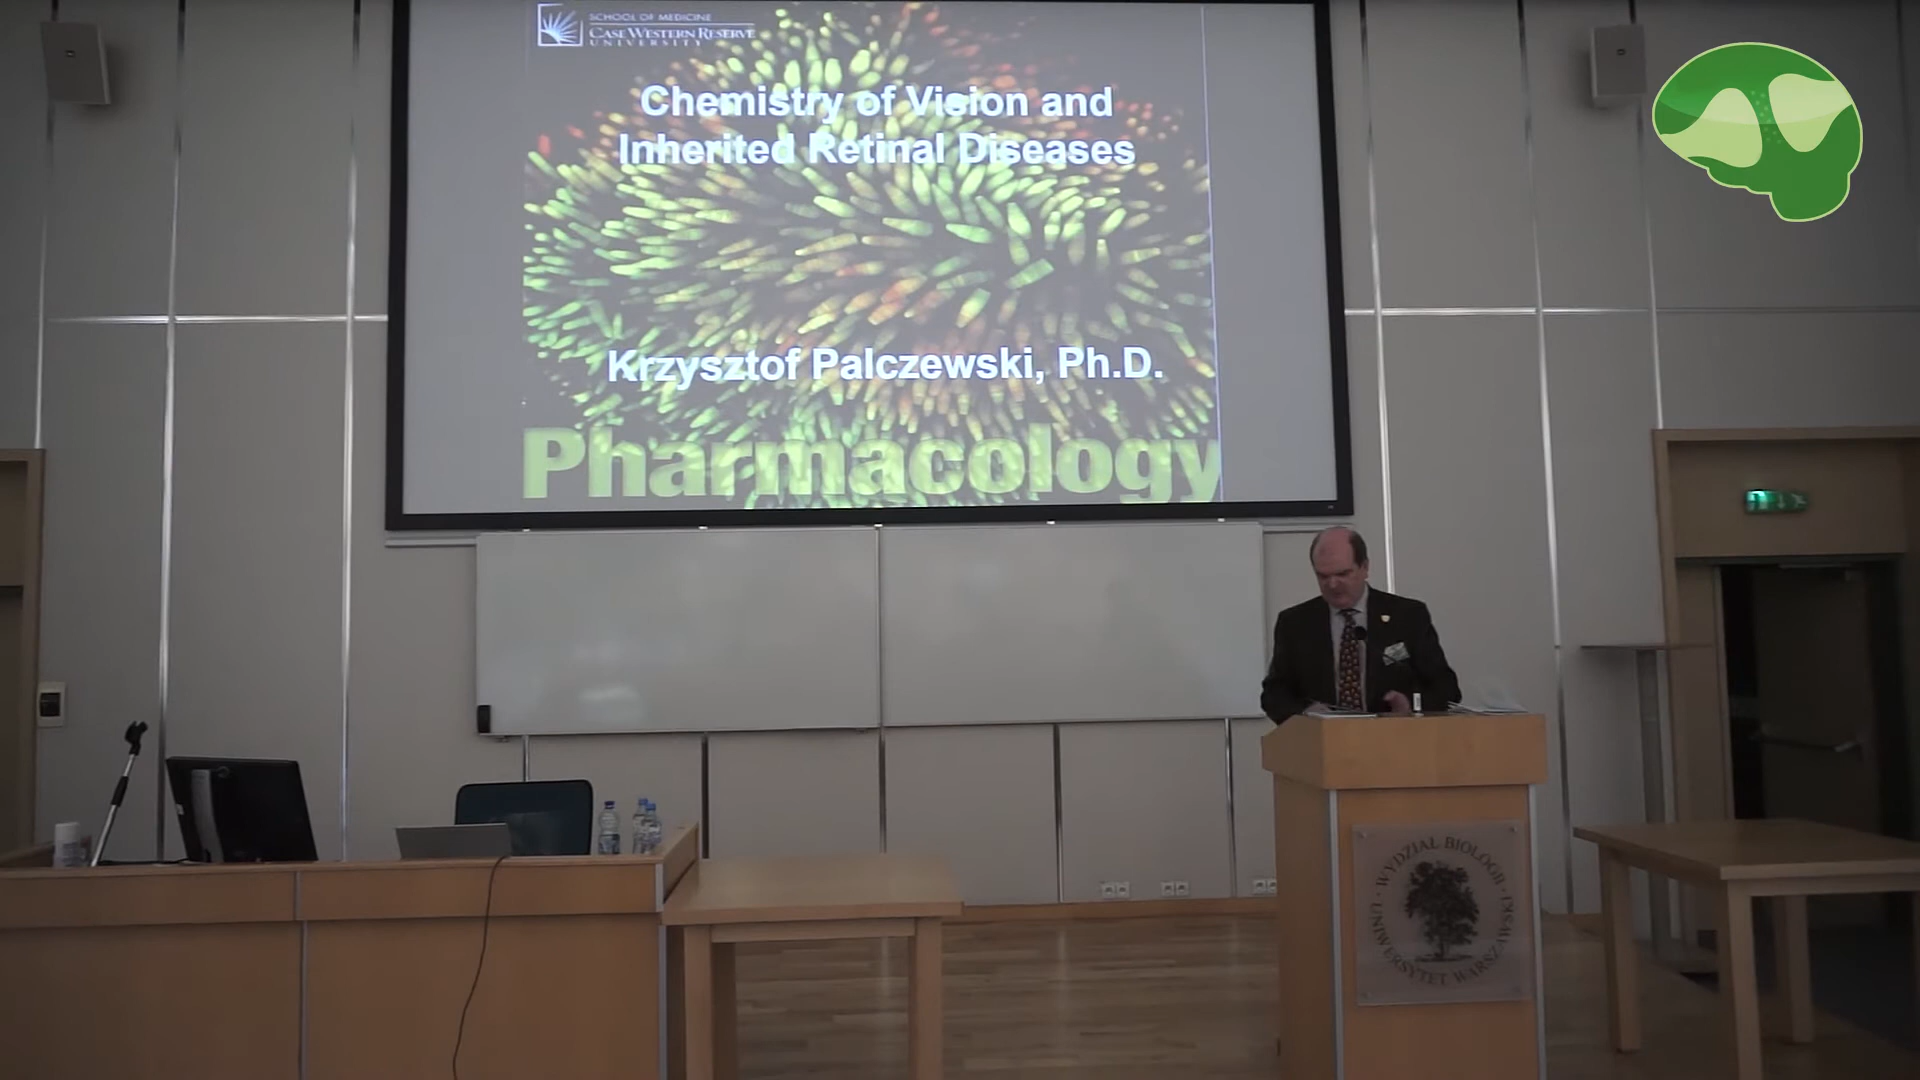 SCHOOL OF MEDICINE
CASE WESTERN RESERVE
UNIVERSITY
Chemistry of Vision and
Inherited Retinal Diseases
Krzysztof Palczewski, Ph.D.
Pharmacology
WYDZIAŁ BIOLOGII
UNIWERSYTET WARSZAWSKI